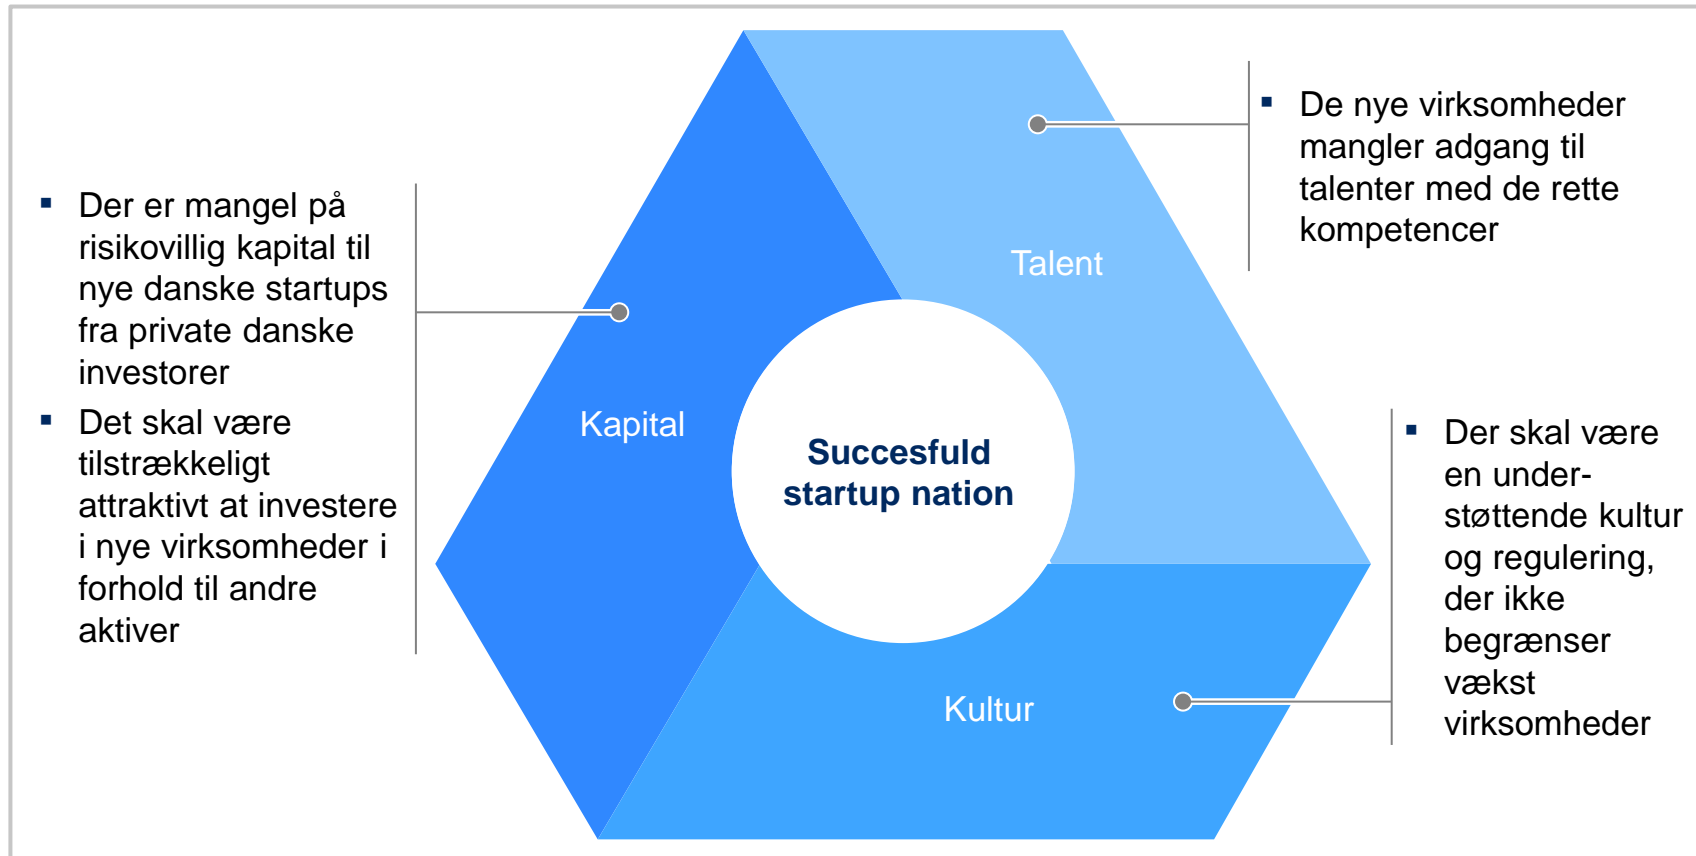 ▪ Der er mangel på
risikovillig kapital til
nye danske startups
fra private danske
investorer
▪ Det skal være
tilstrækkeligt
attraktivt at investere
i nye virksomheder i
forhold til andre
aktiver
Kapital
Talent
Succesfuld
startup nation
Kultur
▪ De nye virksomheder
mangler adgang til
talenter med de rette
kompetencer
▪ Der skal være
en under-
støttende kultur
og regulering,
der ikke
begrænser
vækst
virksomheder